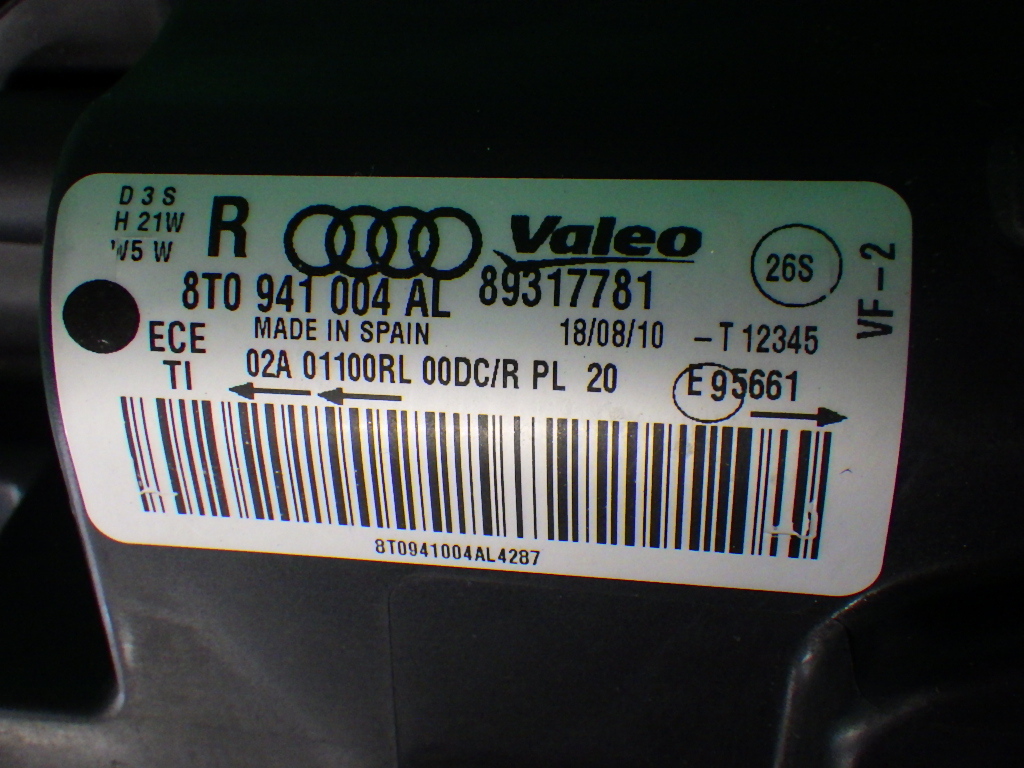 D3S
H 21W
W5W
R
Valeo
26S
VF-2
8T0 941 004 AL 89317781
ECE
TI
MADE IN SPAIN 18/08/10 -T 12345
02A 01100RL 00DC/R PL 20 E 95661
8T0941004AL4287